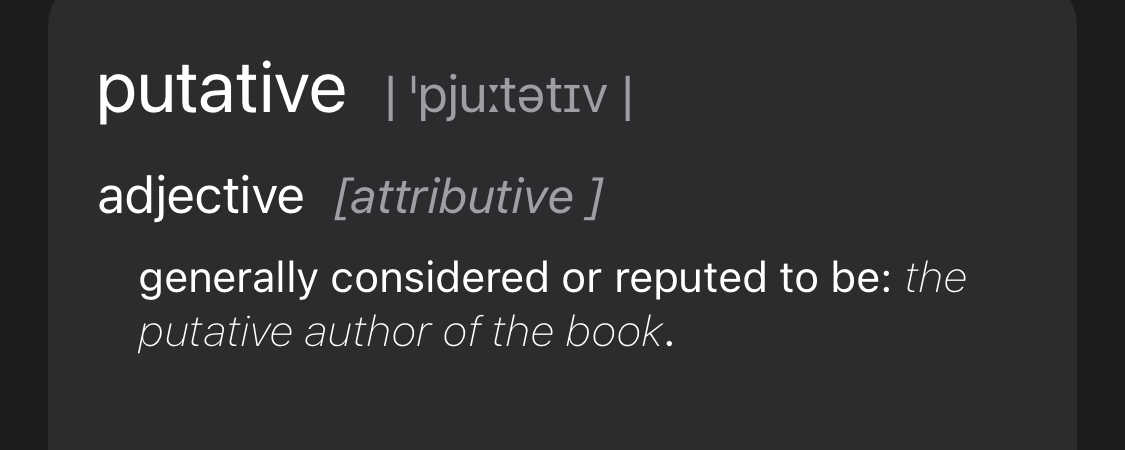 putative | ˈpjuːtətɪv |
adjective [attributive ]
generally considered or reputed to be: the
putative author of the book.